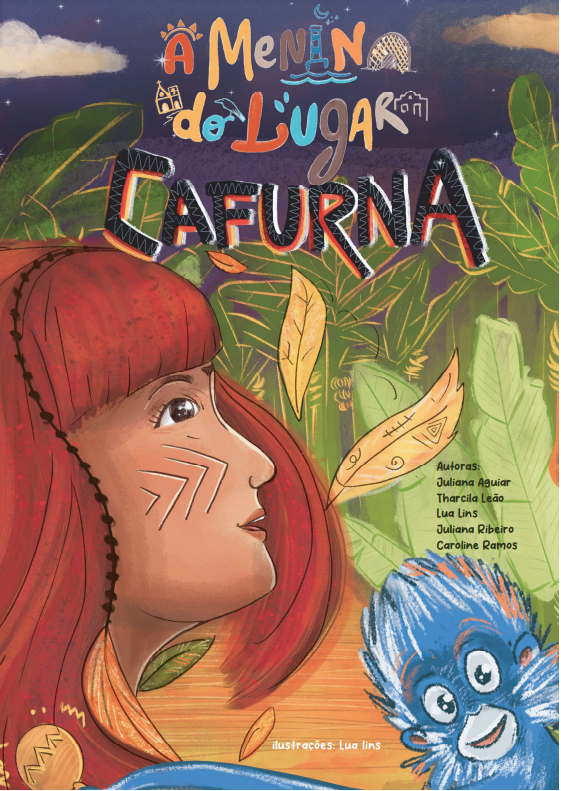 A MeNiNa
do LugaR
CAFURNA
Autoras:
Juliana Aguiar
Tharcila Leão
Lua Lins
Juliana Ribeiro
Caroline Ramos
ilustrações: Lua lins